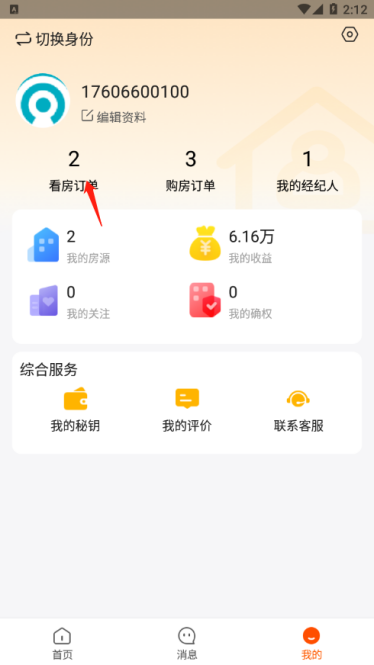 2:12
切换身份
17606600100
编辑资料
2 3 1
看房订单 购房订单 我的经纪人
2 6.16万
我的房源 我的收益
0 0
我的关注 我的确权
综合服务
我的秘钥 我的评价 联系客服
首页 消息 我的